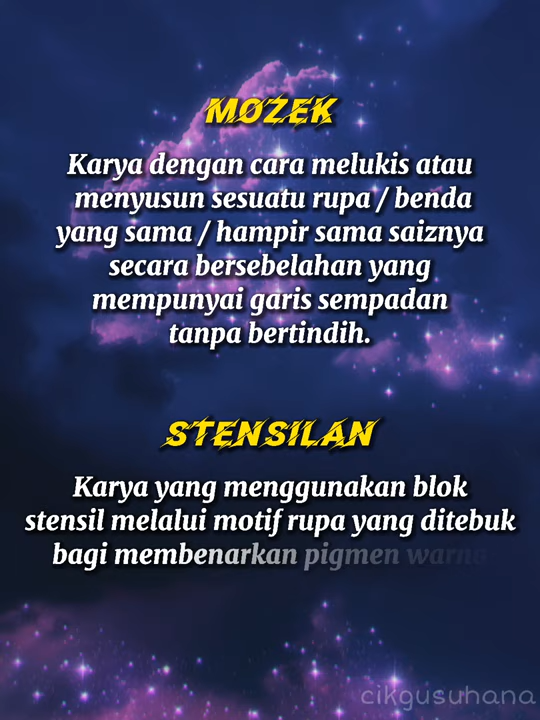 MOZEK
Karya dengan cara melukis atau
menyusun sesuatu rupa / benda
yang sama / hampir sama saiznya
secara bersebelahan yang
mempunyai garis sempadan
tanpa bertindih.
STENSILAN
Karya yang menggunakan blok
stensil melalui motif rupa yang ditebuk
bagi membenarkan pigmen warna
cikgusuhana